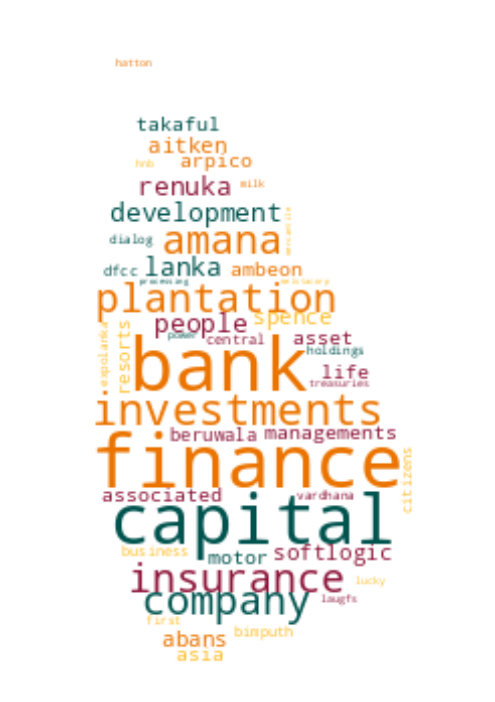 hatton
takaful
aitken
hnb arpico
renuka milk
development
mercantile
dialog amana
dfcc lanka ambeon
processing
plantation
people spence
power central asset
holdings
expolanka resorts bank life
treasuries
investments
beruwala managements
finance
citizens
associated vardhana
capital
business motor softlogic
insurance lucky
company laugfs
first
abans bimputh
asia